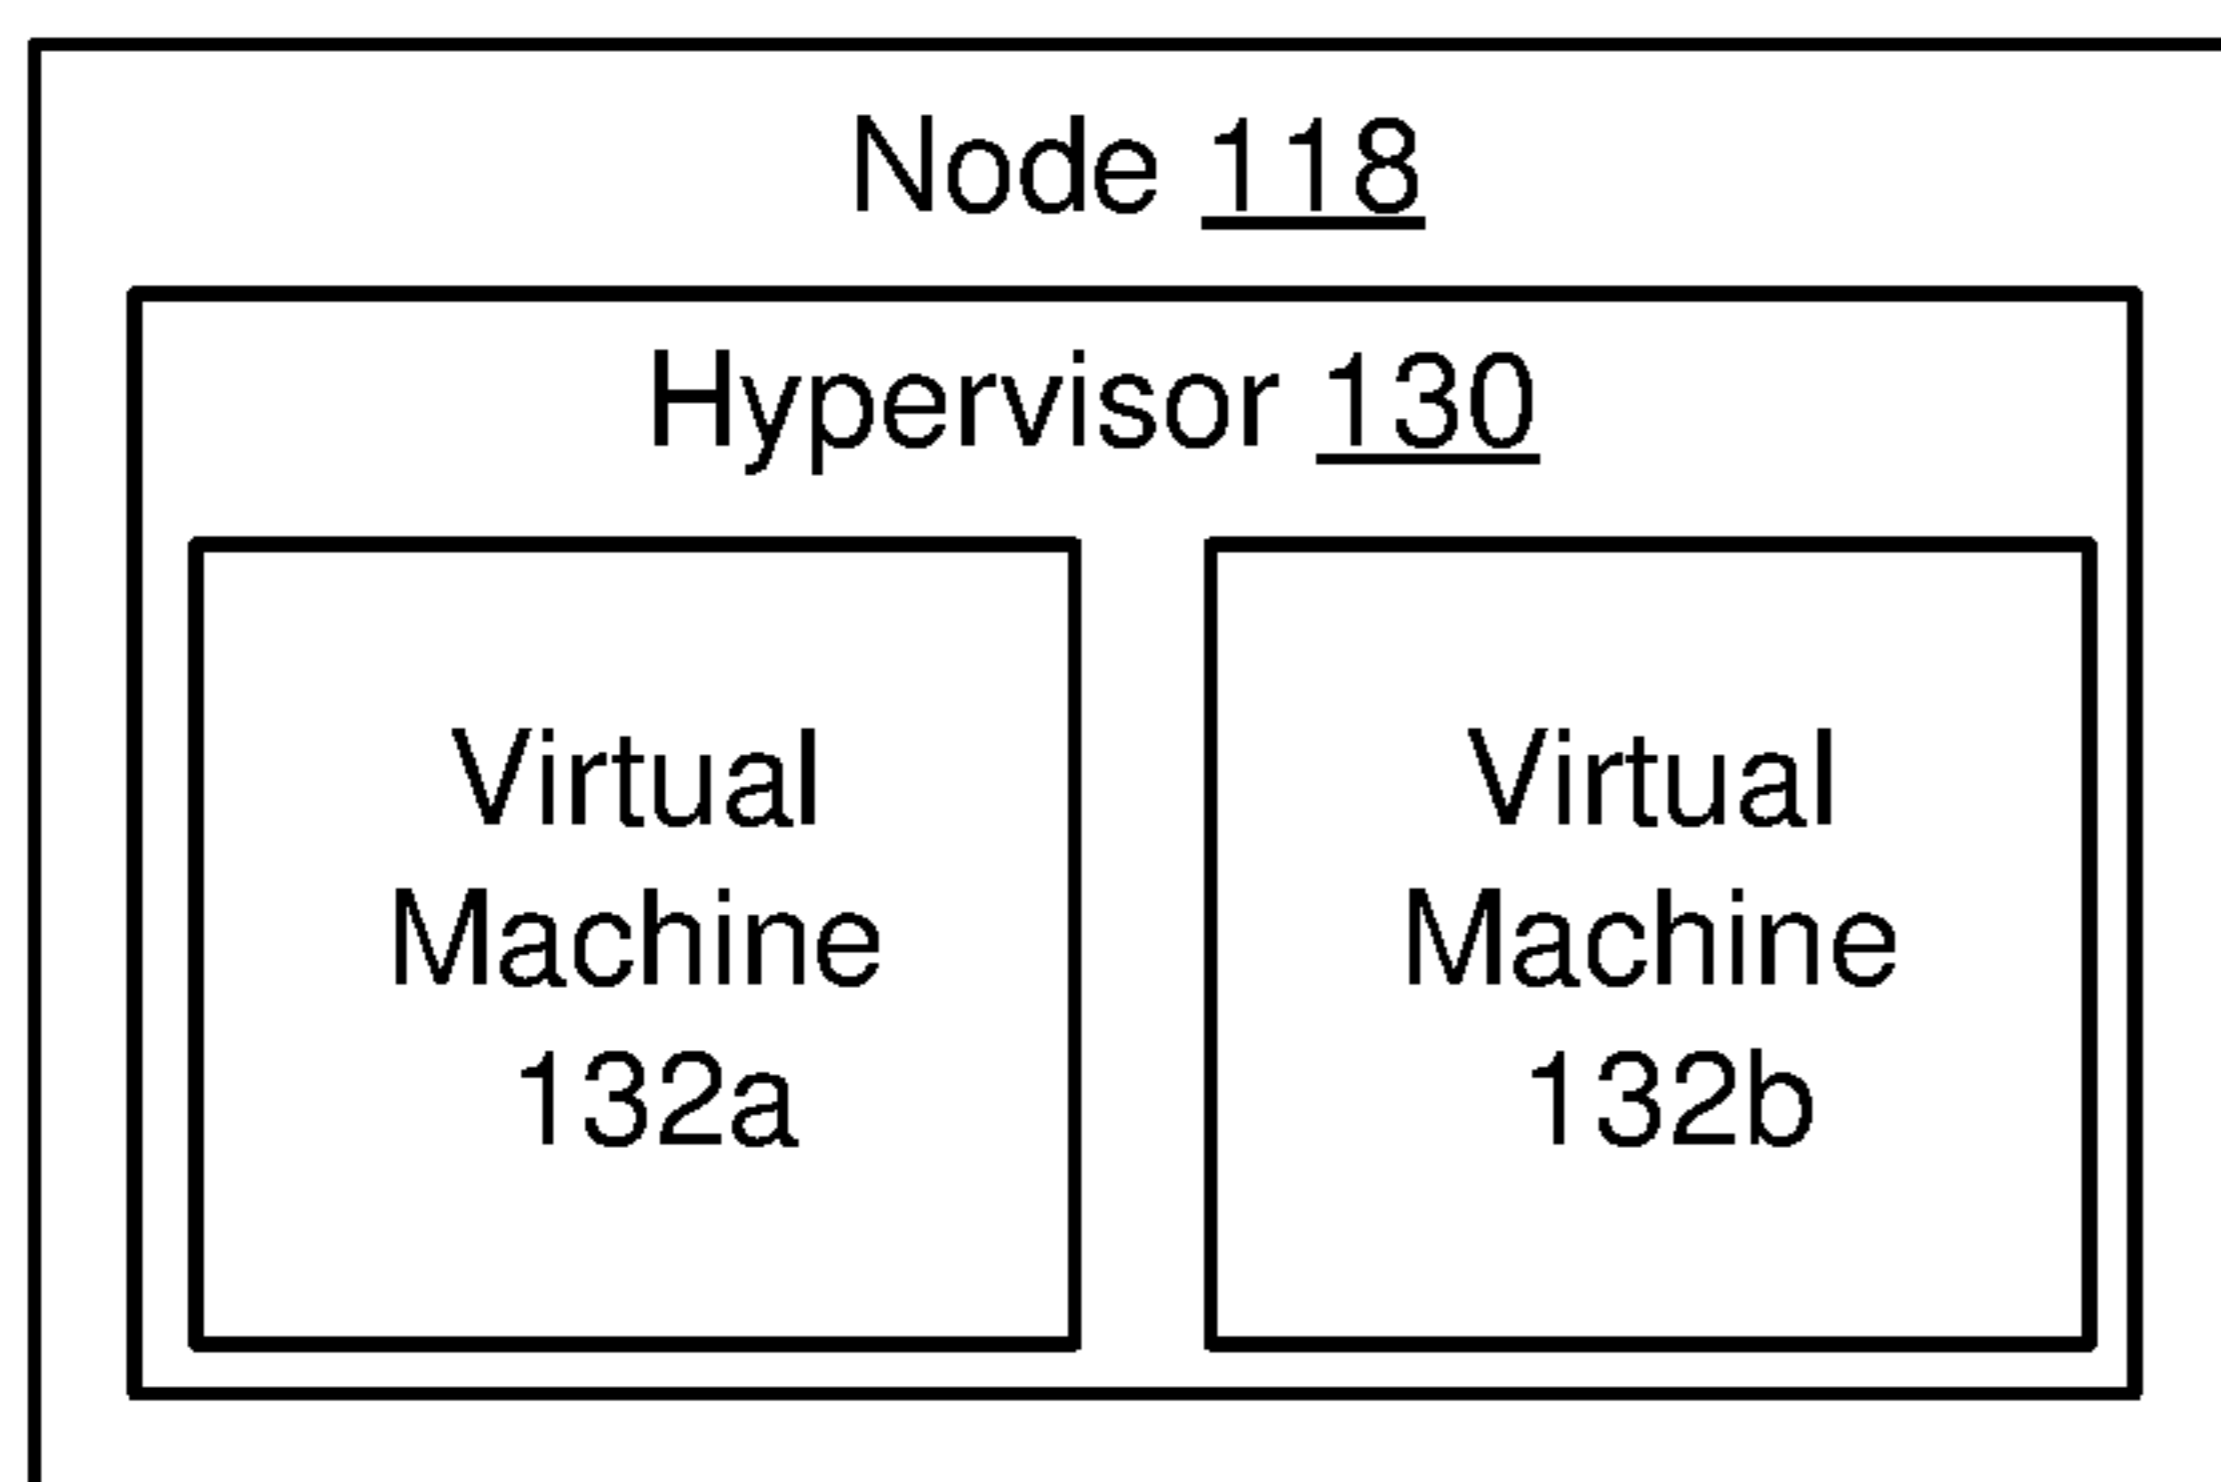 Node 118
Hypervisor 130
Virtual
Machine
132a
Virtual
Machine
132b